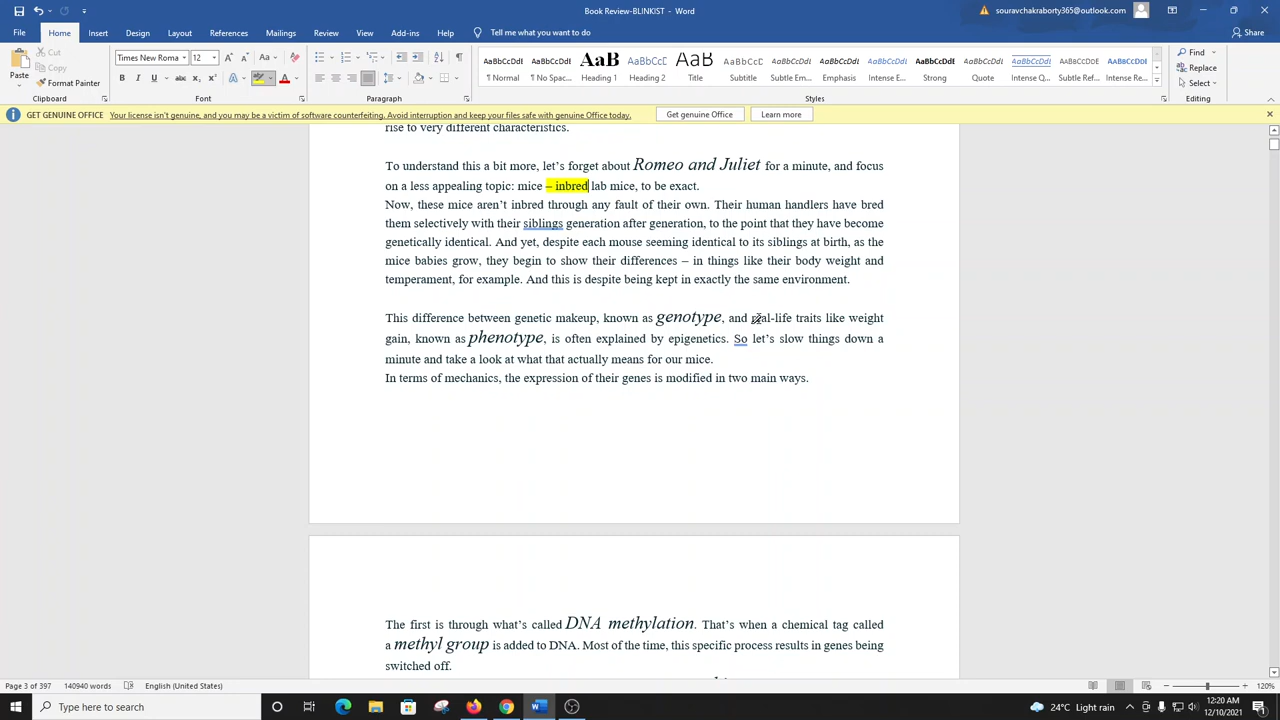 Book Review-BLINKIST - Word
souravchakraborty365@outlook.com
File Home Insert Draw Design Layout References Mailings Review View Add-ins Help Tell me what you want to do Share
Paste
Cut
Copy
Format Painter
Clipboard
Times New Roma 12
Font
Paragraph
AaBbCcDd AaBbCcDd AaB AaBbCc AaB AaBbCcD AaBbCcDd AaBbCcDd AaBbCcDd AaBbCcDd AaBbCcDd AaBbCcDd AaBbCcDd AaBbCcDd
¶ Normal ¶ No Spac... Heading 1 Heading 2 Title Subtitle Subtle Em... Emphasis Intense E... Strong Quote Intense Q... Subtle Ref... Intense Re...
Styles
Find
Replace
Select
Editing
GET GENUINE OFFICE Your license isn't genuine, and you may be a victim of software counterfeiting. Avoid interruption and keep your files safe with genuine Office today. Get genuine Office Learn more
rise to very different characteristics.
To understand this a bit more, let's forget about Romeo and Juliet for a minute, and focus
on a less appealing topic: mice – inbred lab mice, to be exact.
Now, these mice aren't inbred through any fault of their own. Their human handlers have bred
them selectively with their siblings generation after generation, to the point that they have become
genetically identical. And yet, despite each mouse seeming identical to its siblings at birth, as the
mice babies grow, they begin to show their differences – in things like their body weight and
temperament, for example. And this is despite being kept in exactly the same environment.
This difference between genetic makeup, known as genotype, and real-life traits like weight
gain, known as phenotype, is often explained by epigenetics. So let's slow things down a
minute and take a look at what that actually means for our mice.
In terms of mechanics, the expression of their genes is modified in two main ways.
The first is through what's called DNA methylation. That's when a chemical tag called
a methyl group is added to DNA. Most of the time, this specific process results in genes being
switched off.
Page 3 of 397 140940 words English (United States) 120%
Type here to search
24°C Light rain
12:20 AM
12/10/2021